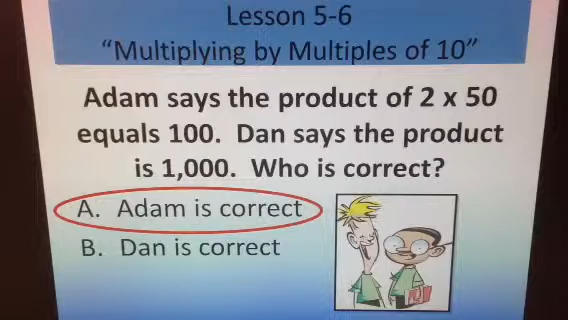 Lesson 5-6
“Multiplying by Multiples of 10”
Adam says the product of 2 x 50
equals 100. Dan says the product
is 1,000. Who is correct?
A. Adam is correct
B. Dan is correct